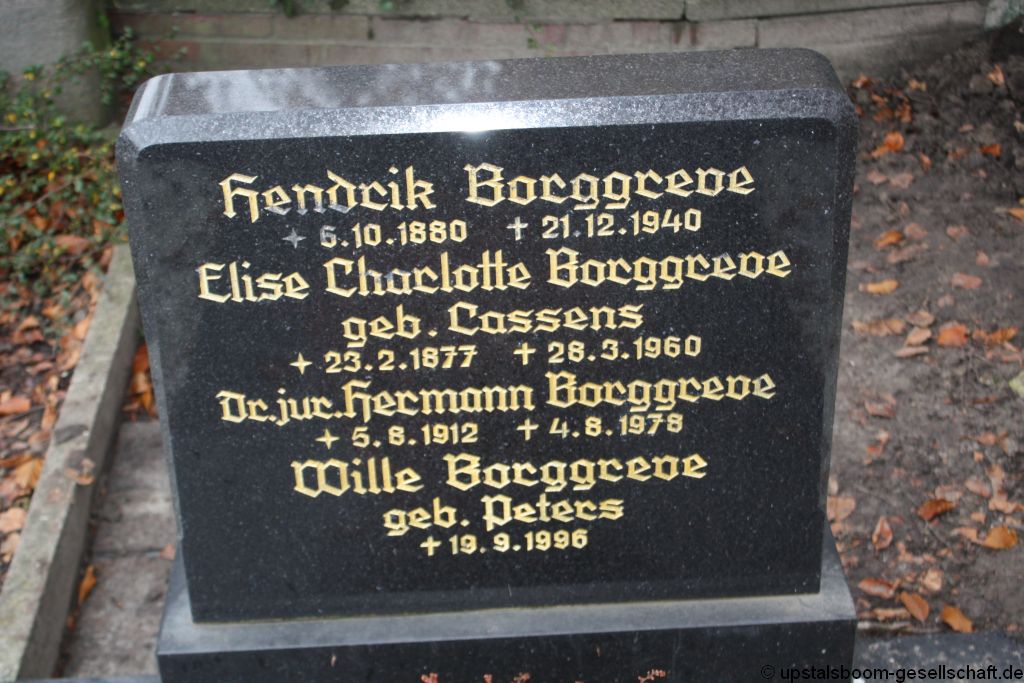 Hendrik Borggreve
✦ 6.10.1880 ✝ 21.12.1940
Elise Charlotte Borggreve
geb. Cassens
✦ 23.2.1877 ✝ 28.3.1960
Dr. jur. Hermann Borggreve
✦ 5.8.1912 ✝ 4.8.1978
Wille Borggreve
geb. Peters
✝ 19.9.1996
© upstalsboom-gesellschaft.de